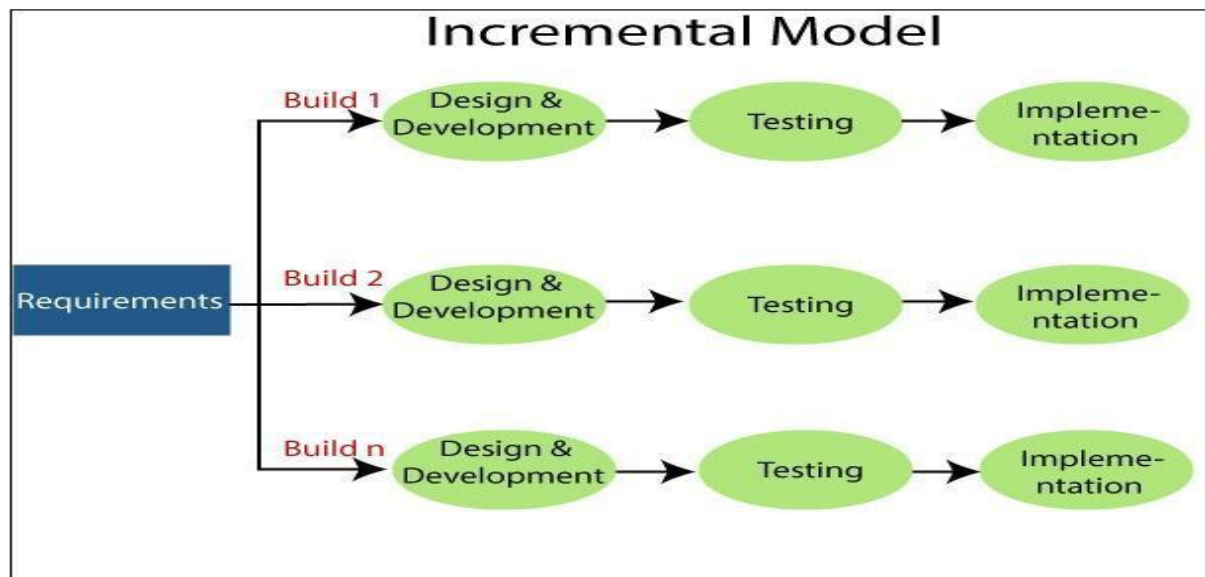 Incremental Model
Build 1
Design &
Development
Testing
Impleme-
ntation
Requirements
Build 2
Design &
Development
Testing
Impleme-
ntation
Build n
Design &
Development
Testing
Impleme-
ntation